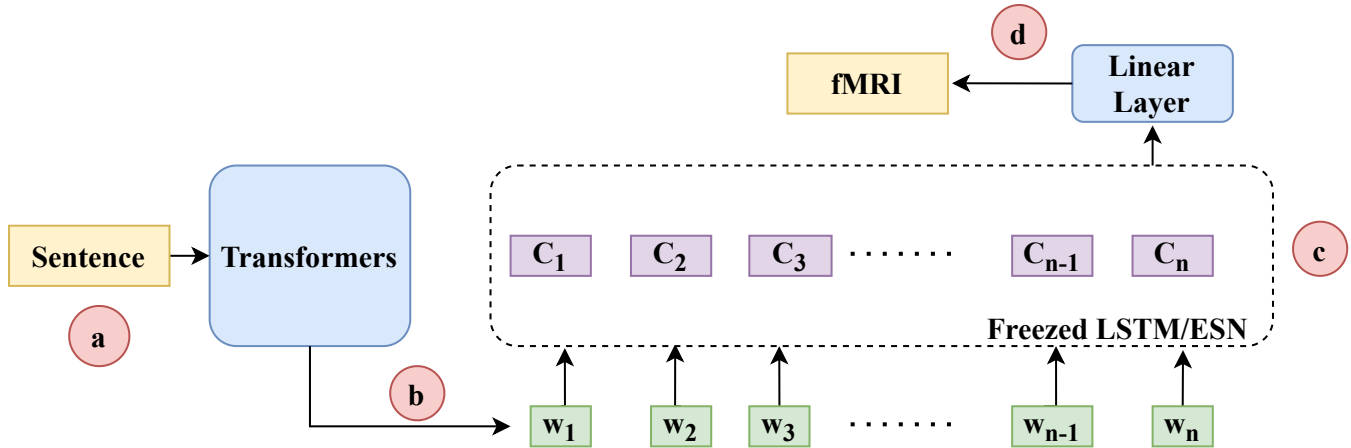 d
fMRI
Linear
Layer
Sentence
Transformers
C₁
C₂
C₃
. . . . . . .
Cₙ₋₁
Cₙ
c
Freezed LSTM/ESN
a
b
w₁
w₂
w₃
. . . . . . .
wₙ₋₁
wₙ